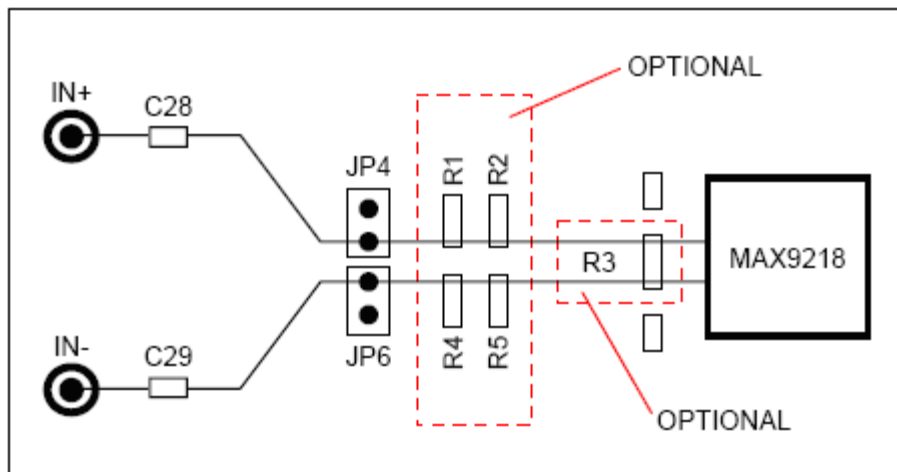 OPTIONAL
IN+
C28
JP4
R1
R2
R3
MAX9218
IN-
C29
JP6
R4
R5
OPTIONAL